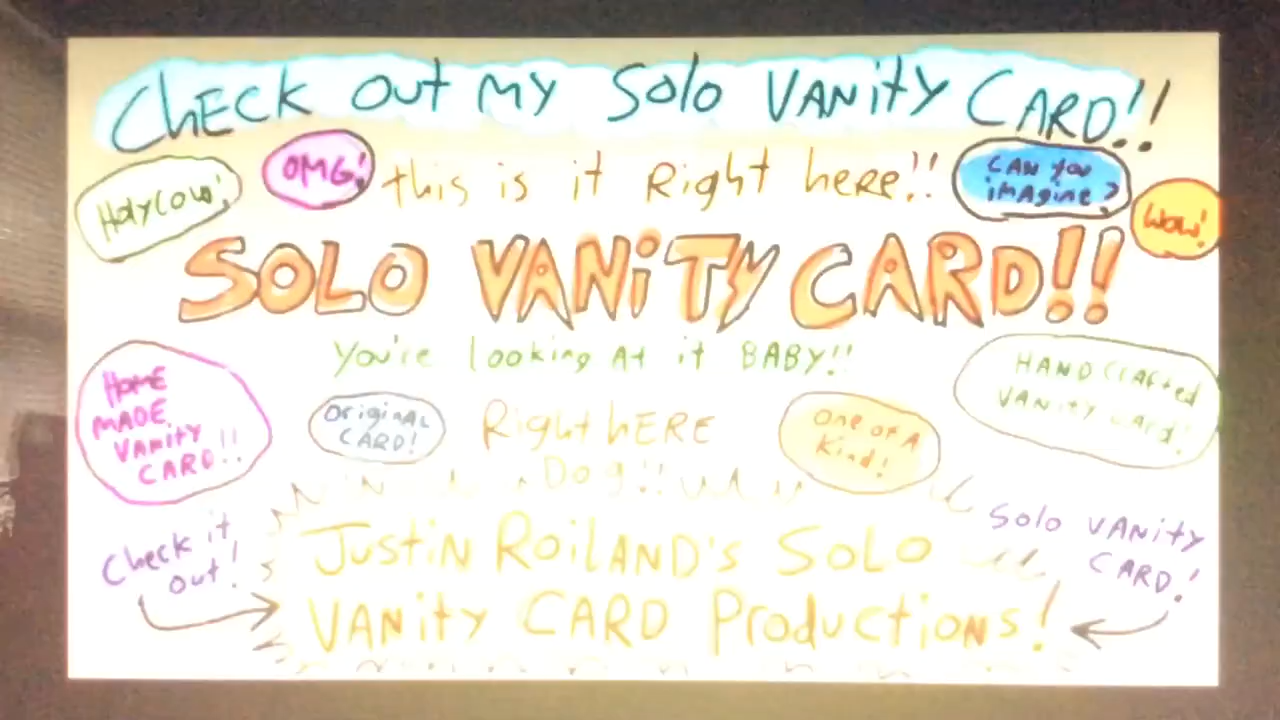 CHECK OUT MY SOLO VANITY CARD!!
HOLY COW!
OMG!
this is it Right here!!
CAN YOU
iMAgine?
WOW!
SOLO VANiTY CARD!!
YOU're looking At it BABY!!
HOME
MADE
VANiTY
CARD!!
ORiginAL
CARD!
Right hERE
Dog!!
One of A
Kind!
HAND CRAfted
VANiTY CARd!
Check it
out!
JUSTiN ROiLAND'S SOLO
VANiTY CARD PRoductioNs!
Solo VANiTY
CARD!